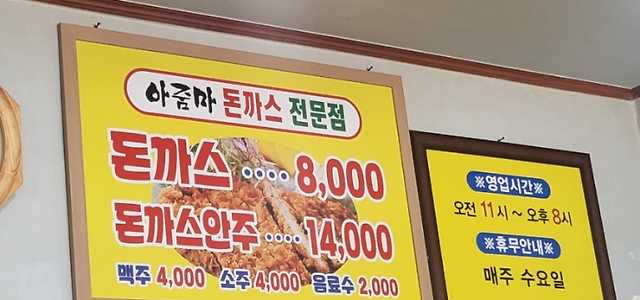 아줌마 돈까스 전문점
돈까스 .... 8,000
돈까스안주 .... 14,000
맥주 4,000 소주 4,000 음료수 2,000
※영업시간※
오전 11시 ~ 오후 8시
※휴무안내※
매주 수요일